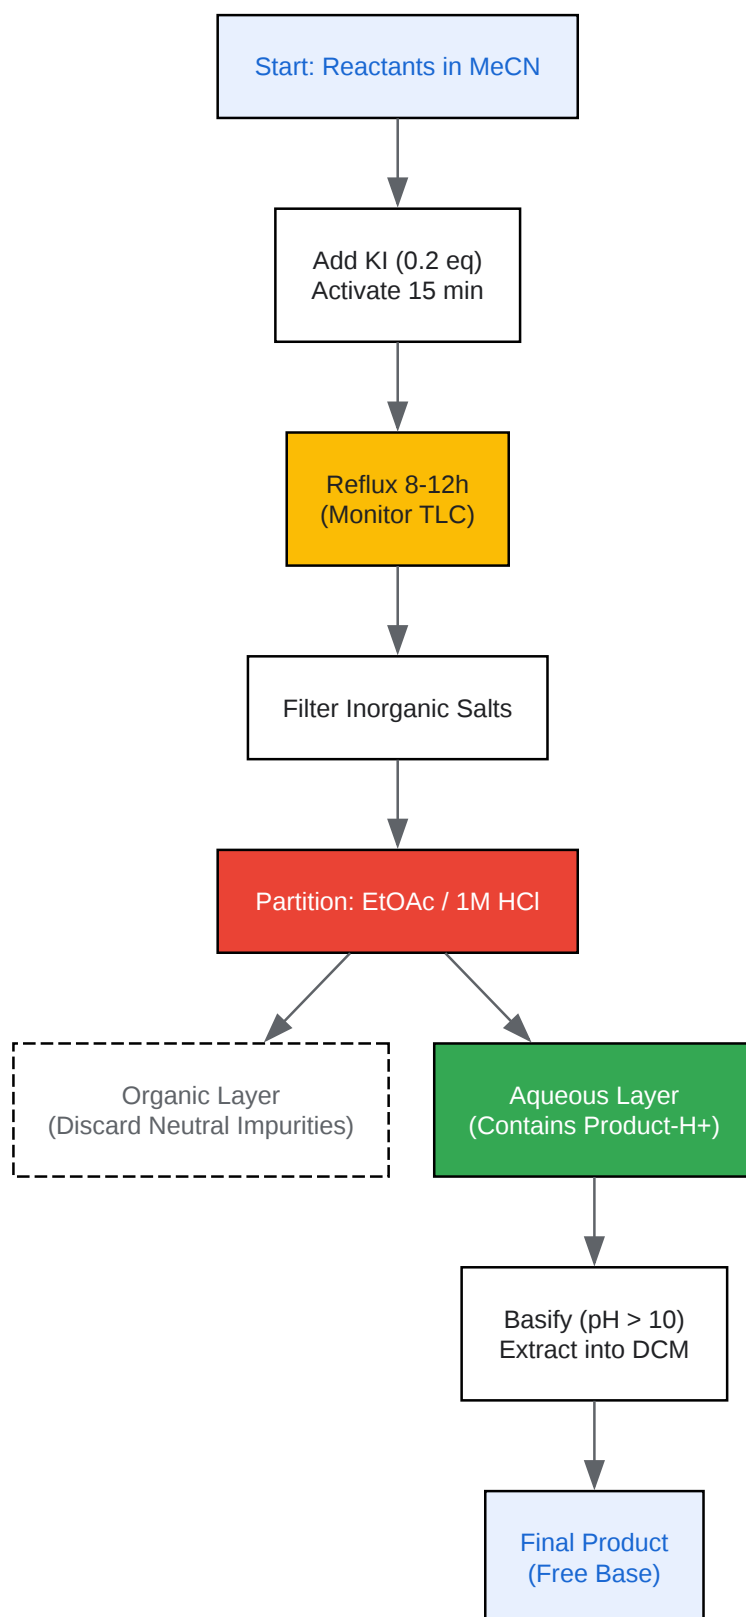 Start: Reactants in MeCN
Add KI (0.2 eq)
Activate 15 min
Reflux 8-12h
(Monitor TLC)
Filter Inorganic Salts
Partition: EtOAc / 1M HCl
Organic Layer
(Discard Neutral Impurities)
Aqueous Layer
(Contains Product-H+)
Basify (pH > 10)
Extract into DCM
Final Product
(Free Base)